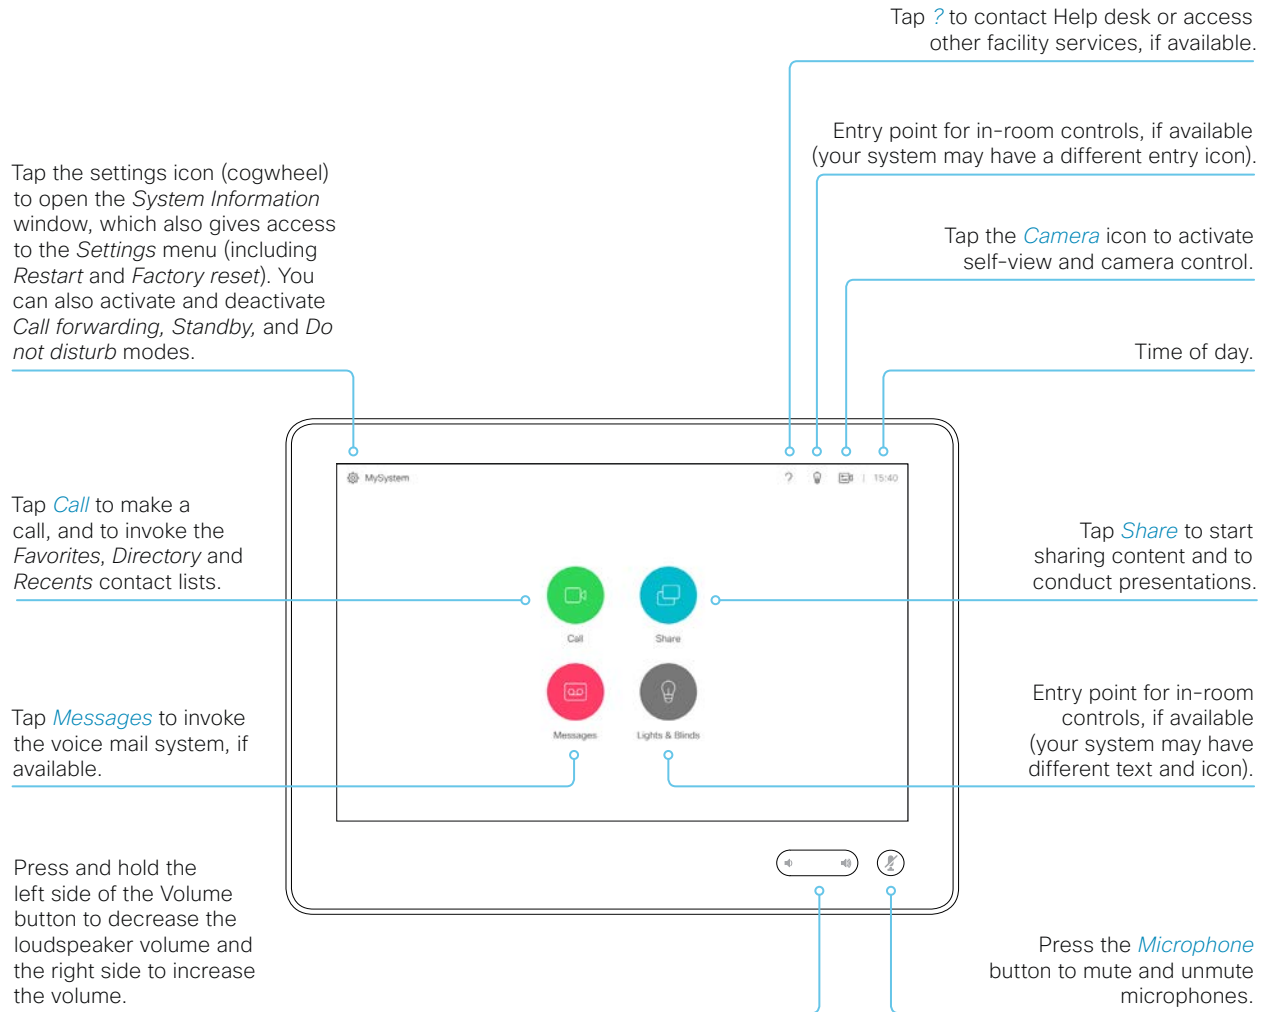 Tap ? to contact Help desk or access
other facility services, if available.
Entry point for in-room controls, if available
(your system may have a different entry icon).
Tap the settings icon (cogwheel)
to open the System Information
window, which also gives access
to the Settings menu (including
Restart and Factory reset). You
can also activate and deactivate
Call forwarding, Standby, and Do
not disturb modes.
Tap the Camera icon to activate
self-view and camera control.
Time of day.
MySystem
? | 15:40
Tap Call to make a
call, and to invoke the
Favorites, Directory and
Recents contact lists.
Tap Share to start
sharing content and to
conduct presentations.
Call
Share
Messages
Lights & Blinds
Tap Messages to invoke
the voice mail system, if
available.
Entry point for in-room
controls, if available
(your system may have
different text and icon).
Press and hold the
left side of the Volume
button to decrease the
loudspeaker volume and
the right side to increase
the volume.
Press the Microphone
button to mute and unmute
microphones.